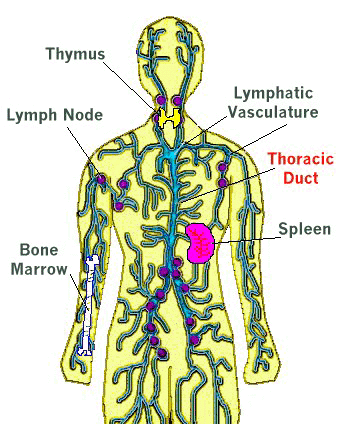 Thymus
Lymphatic
Vasculature
Lymph Node
Thoracic
Duct
Spleen
Bone
Marrow